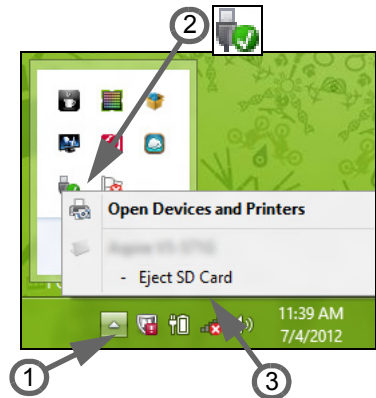 2
Open Devices and Printers
- Eject SD Card
11:39 AM
7/4/2012
1
3